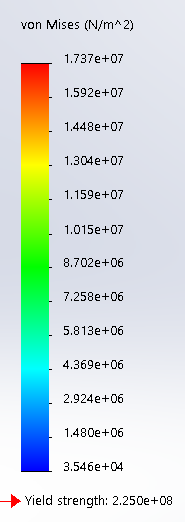 von Mises (N/m^2)
1.737e+07
1.592e+07
1.448e+07
1.304e+07
1.159e+07
1.015e+07
8.702e+06
7.258e+06
5.813e+06
4.369e+06
2.924e+06
1.480e+06
3.546e+04
Yield strength: 2.250e+08